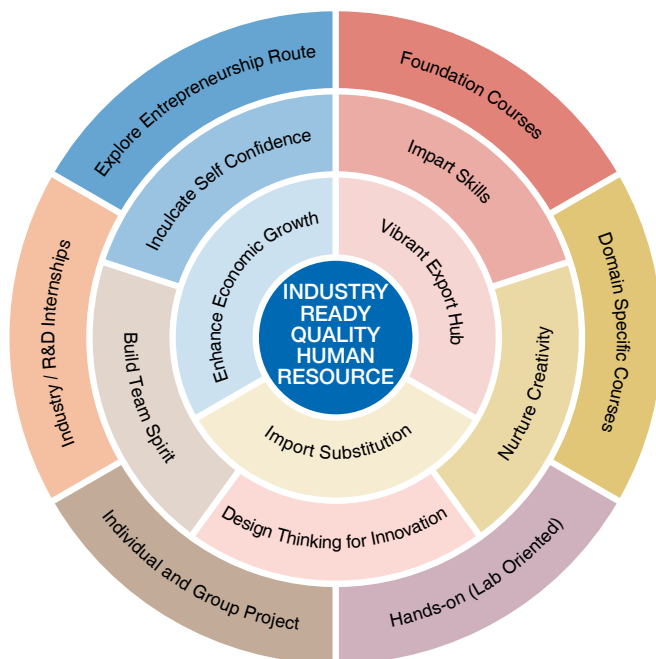 Explore Entrepreneurship Route
Foundation Courses
Domain Specific Courses
Hands-on (Lab Oriented)
Individual and Group Project
Industry / R&D Internships
Inculcate Self Confidence
Impart Skills
Nurture Creativity
Design Thinking for Innovation
Build Team Spirit
Enhance Economic Growth
Vibrant Export Hub
Import Substitution
INDUSTRY
READY
QUALITY
HUMAN
RESOURCE